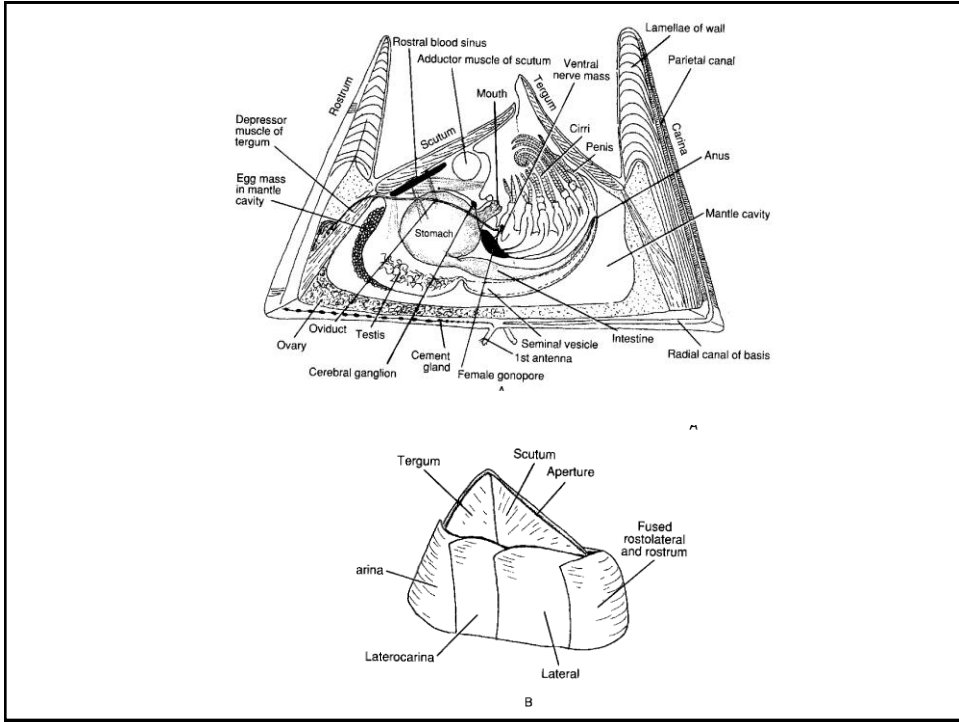 Lamellae of wall
Rostral blood sinus
Adductor muscle of scutum
Ventral
nerve mass
Parietal canal
Rostrum
Mouth
Tergum
Carina
Depressor
muscle of
tergum
Scutum
Cirri
Penis
Anus
Egg mass
in mantle
cavity
Mantle cavity
Stomach
Oviduct
Testis
Ovary
Cement
gland
Seminal vesicle
1st antenna
Intestine
Radial canal of basis
Cerebral ganglion
Female gonopore
A
A
Tergum
Scutum
Aperture
Fused
rostolateral
and rostrum
arina
Laterocarina
Lateral
B